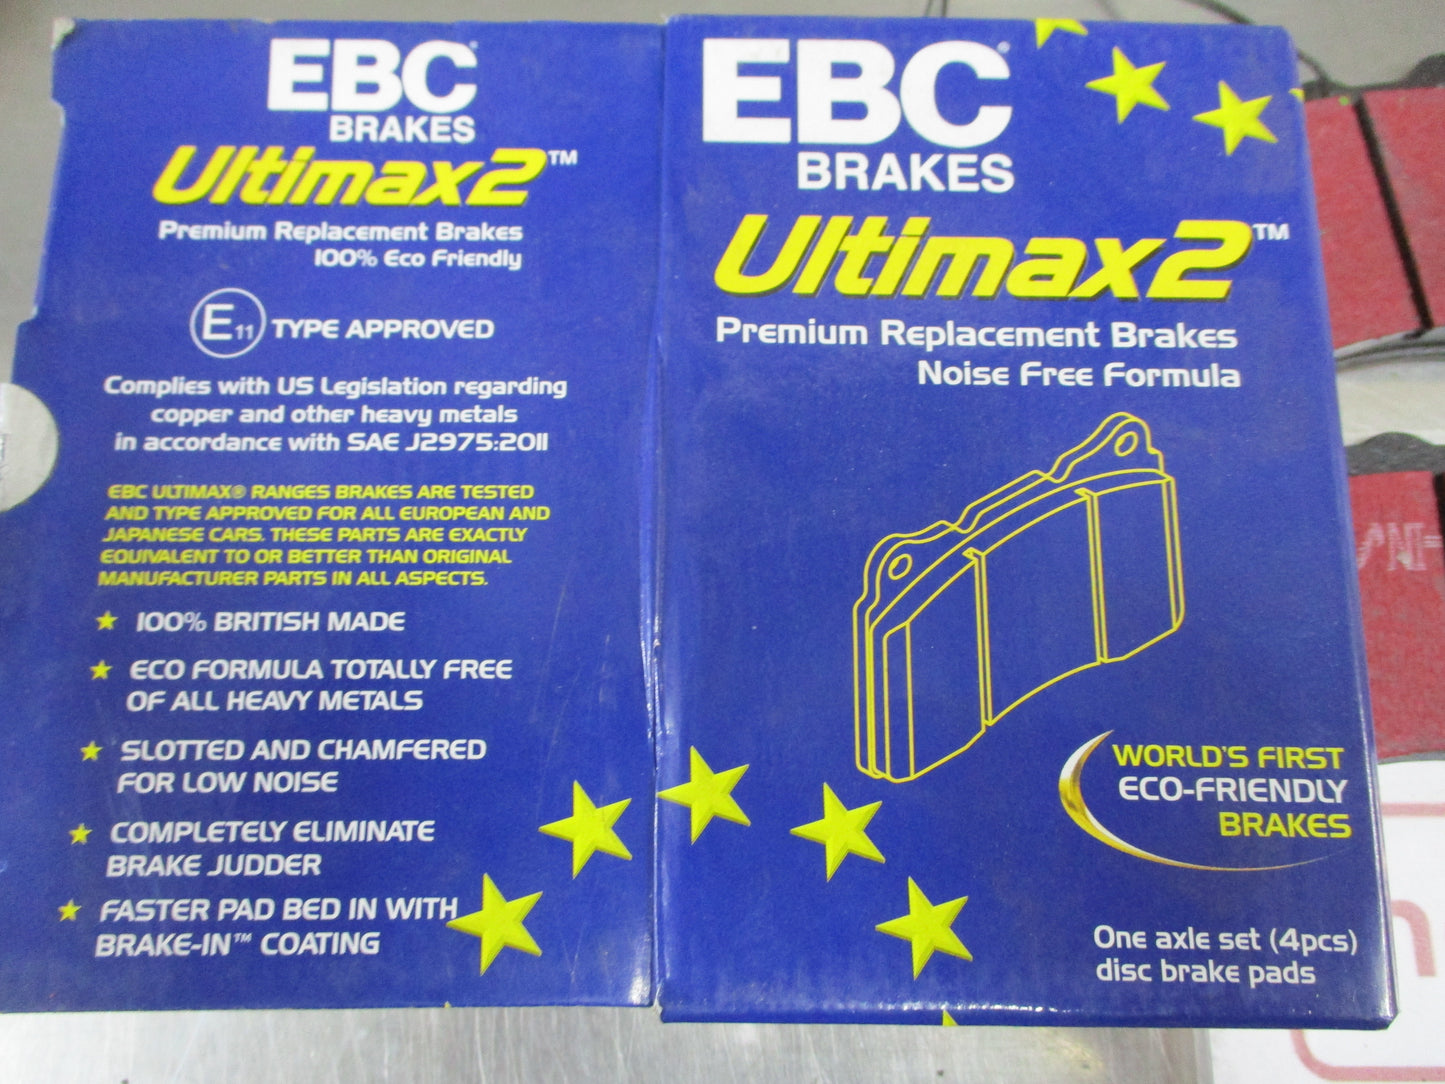 EBC
BRAKES
Ultimax2™
Premium Replacement Brakes
100% Eco Friendly
E11 TYPE APPROVED
Complies with US Legislation regarding
copper and other heavy metals
in accordance with SAE J2975:2011
EBC ULTIMAX® RANGES BRAKES ARE TESTED
AND TYPE APPROVED FOR ALL EUROPEAN AND
JAPANESE CARS. THESE PARTS ARE EXACTLY
EQUIVALENT TO OR BETTER THAN ORIGINAL
MANUFACTURER PARTS IN ALL ASPECTS.
100% BRITISH MADE
ECO FORMULA TOTALLY FREE
OF ALL HEAVY METALS
SLOTTED AND CHAMFERED
FOR LOW NOISE
COMPLETELY ELIMINATE
BRAKE JUDDER
FASTER PAD BED IN WITH
BRAKE-IN™ COATING
EBC
BRAKES
Ultimax2™
Premium Replacement Brakes
Noise Free Formula
WORLD'S FIRST
ECO-FRIENDLY
BRAKES
One axle set (4pcs)
disc brake pads